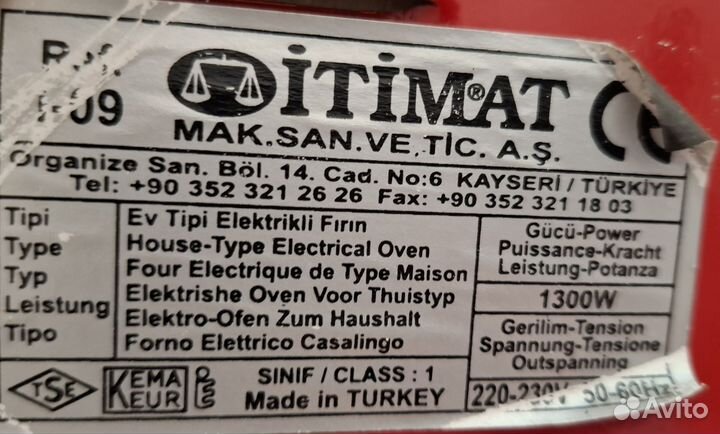 Ref.
I-09
İTİMAT®
MAK.SAN.VE.TİC. A.Ş.
CE
Organize San. Böl. 14. Cad. No:6 KAYSERİ / TÜRKİYE
Tel: +90 352 321 26 26 Fax: +90 352 321 18 03
Tipi
Type
Typ
Leistung
Tipo
Ev Tipi Elektrikli Fırın
House-Type Electrical Oven
Four Electrique de Type Maison
Elektrishe Oven Voor Thuistyp
Elektro-Ofen Zum Haushalt
Forno Elettrico Casalingo
Gücü-Power
Puissance-Kracht
Leistung-Potanza
1300W
Gerilim-Tension
Spannung-Tensione
Outspanning
220-230V 50-60Hz
TSE
KEMA
KEUR
SINIF / CLASS : 1
Made in TURKEY
Avito